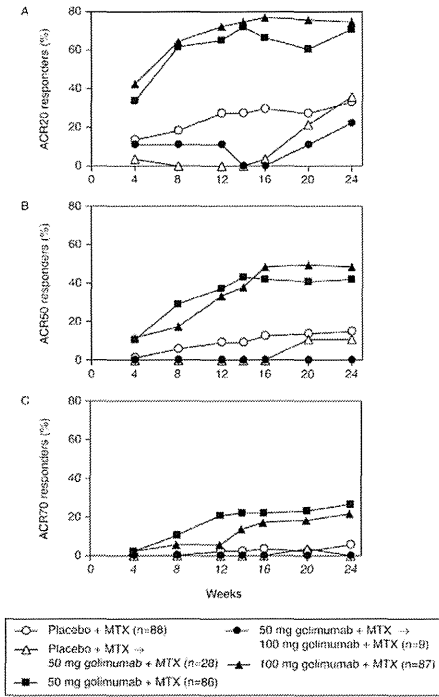 A
80
60
40
20
0
ACR20 responders (%)
0 4 8 12 16 20 24
B
80
60
40
20
0
ACR50 responders (%)
0 4 8 12 16 20 24
C
80
60
40
20
0
ACR70 responders (%)
0 4 8 12 16 20 24
Weeks
Placebo + MTX (n=88)
Placebo + MTX →
50 mg golimumab + MTX (n=28)
50 mg golimumab + MTX (n=86)
50 mg golimumab + MTX →
100 mg golimumab + MTX (n=9)
100 mg golimumab + MTX (n=87)